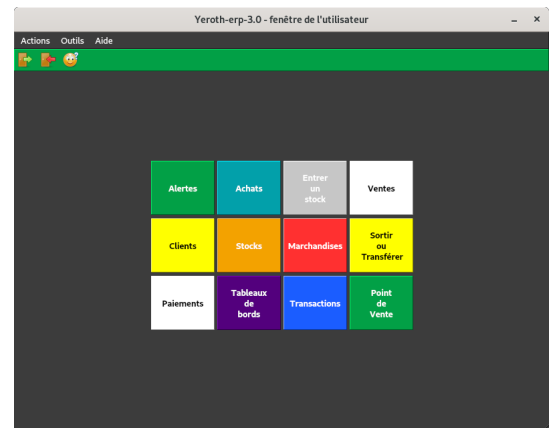 Yeroth-erp-3.0 - fenêtre de l'utilisateur
Actions Outils Aide
Alertes
Achats
Entrer
un
stock
Ventes
Clients
Stocks
Marchandises
Sortir
ou
Transférer
Paiements
Tableaux
de
bords
Transactions
Point
de
Vente